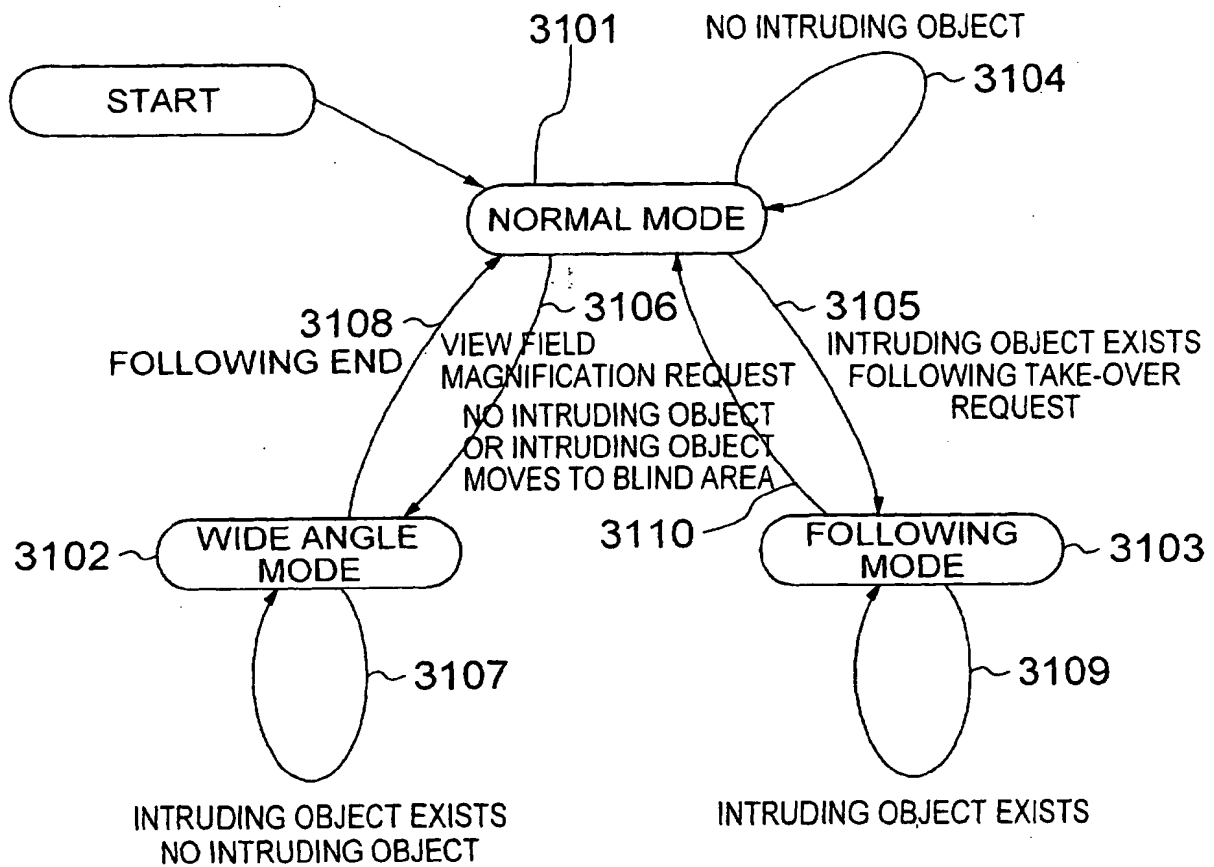 3101
NO INTRUDING OBJECT
START
3104
NORMAL MODE
3108
FOLLOWING END
3106
VIEW FIELD
MAGNIFICATION REQUEST
3105
INTRUDING OBJECT EXISTS
FOLLOWING TAKE-OVER
REQUEST
NO INTRUDING OBJECT
OR INTRUDING OBJECT
MOVES TO BLIND AREA
3102
WIDE ANGLE
MODE
3110
FOLLOWING
MODE
3103
3107
3109
INTRUDING OBJECT EXISTS
NO INTRUDING OBJECT
INTRUDING OBJECT EXISTS